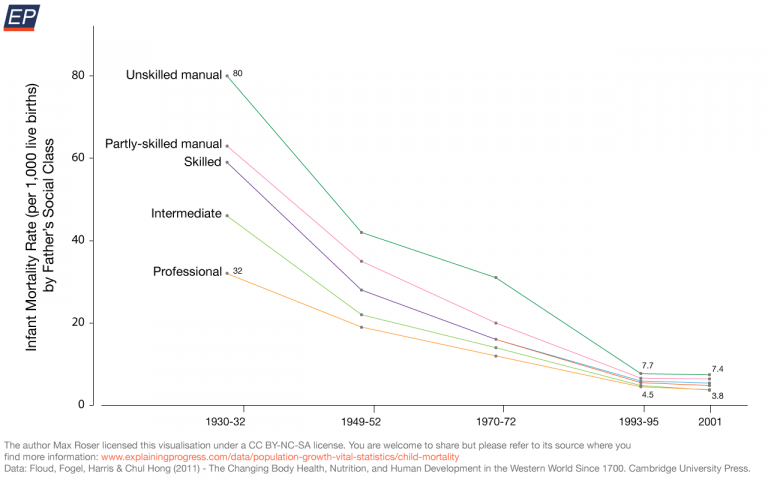 EP
Infant Mortality Rate (per 1,000 live births)
by Father's Social Class
80
60
40
20
0
Unskilled manual
80
Partly-skilled manual
Skilled
Intermediate
Professional
32
7.7
7.4
4.5
3.8
1930-32
1949-52
1970-72
1993-95
2001
The author Max Roser licensed this visualisation under a CC BY-NC-SA license. You are welcome to share but please refer to its source where you
find more information: www.explainingprogress.com/data/population-growth-vital-statistics/child-mortality
Data: Floud, Fogel, Harris & Chul Hong (2011) - The Changing Body Health, Nutrition, and Human Development in the Western World Since 1700. Cambridge University Press.